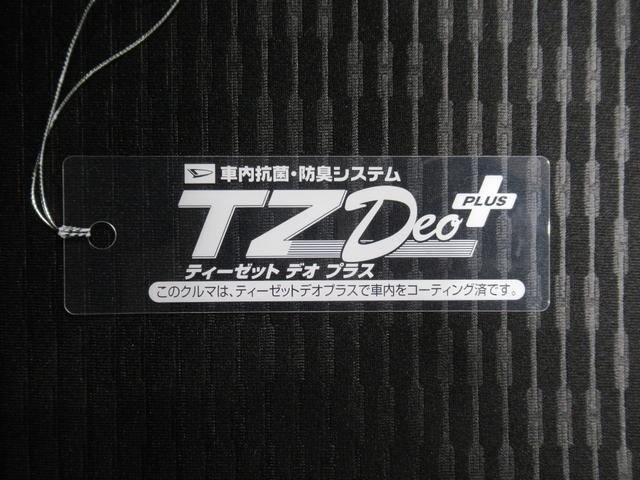 車内抗菌・防臭システム
TZ Deo PLUS
ティーゼット デオ プラス
このクルマは、ティーゼットデオプラスで車内をコーティング済です。